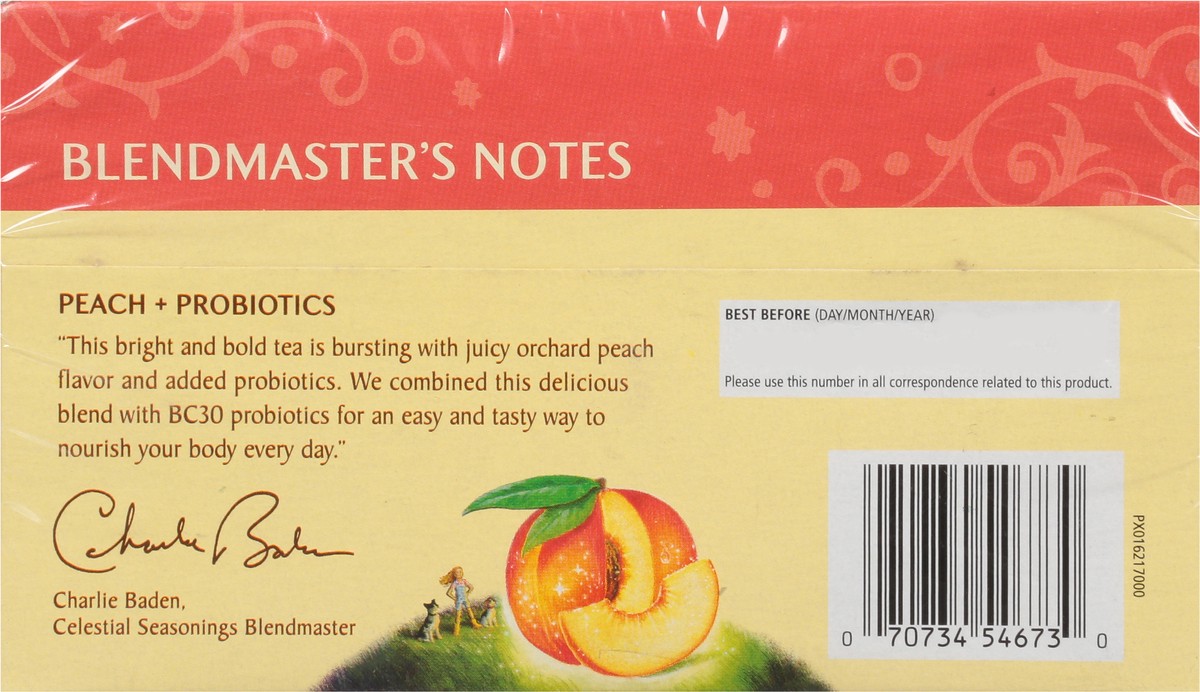 BLENDMASTER'S NOTES
PEACH + PROBIOTICS
"This bright and bold tea is bursting with juicy orchard peach
flavor and added probiotics. We combined this delicious
blend with BC30 probiotics for an easy and tasty way to
nourish your body every day."
Charlie Baden
Charlie Baden,
Celestial Seasonings Blendmaster
BEST BEFORE (DAY/MONTH/YEAR)
Please use this number in all correspondence related to this product.
0 70734 54673 0
PX016217000